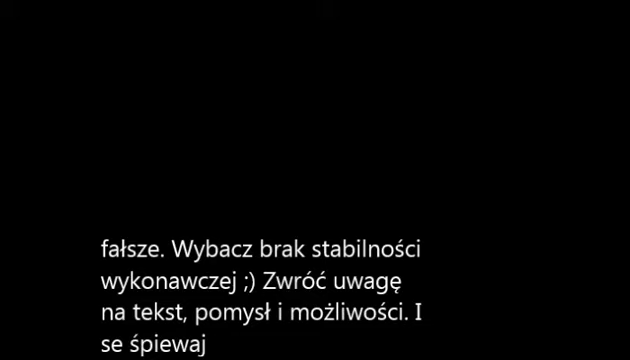 fałsze. Wybacz brak stabilności
wykonawczej ;) Zwróć uwagę
na tekst, pomysł i możliwości. I
se śpiewaj